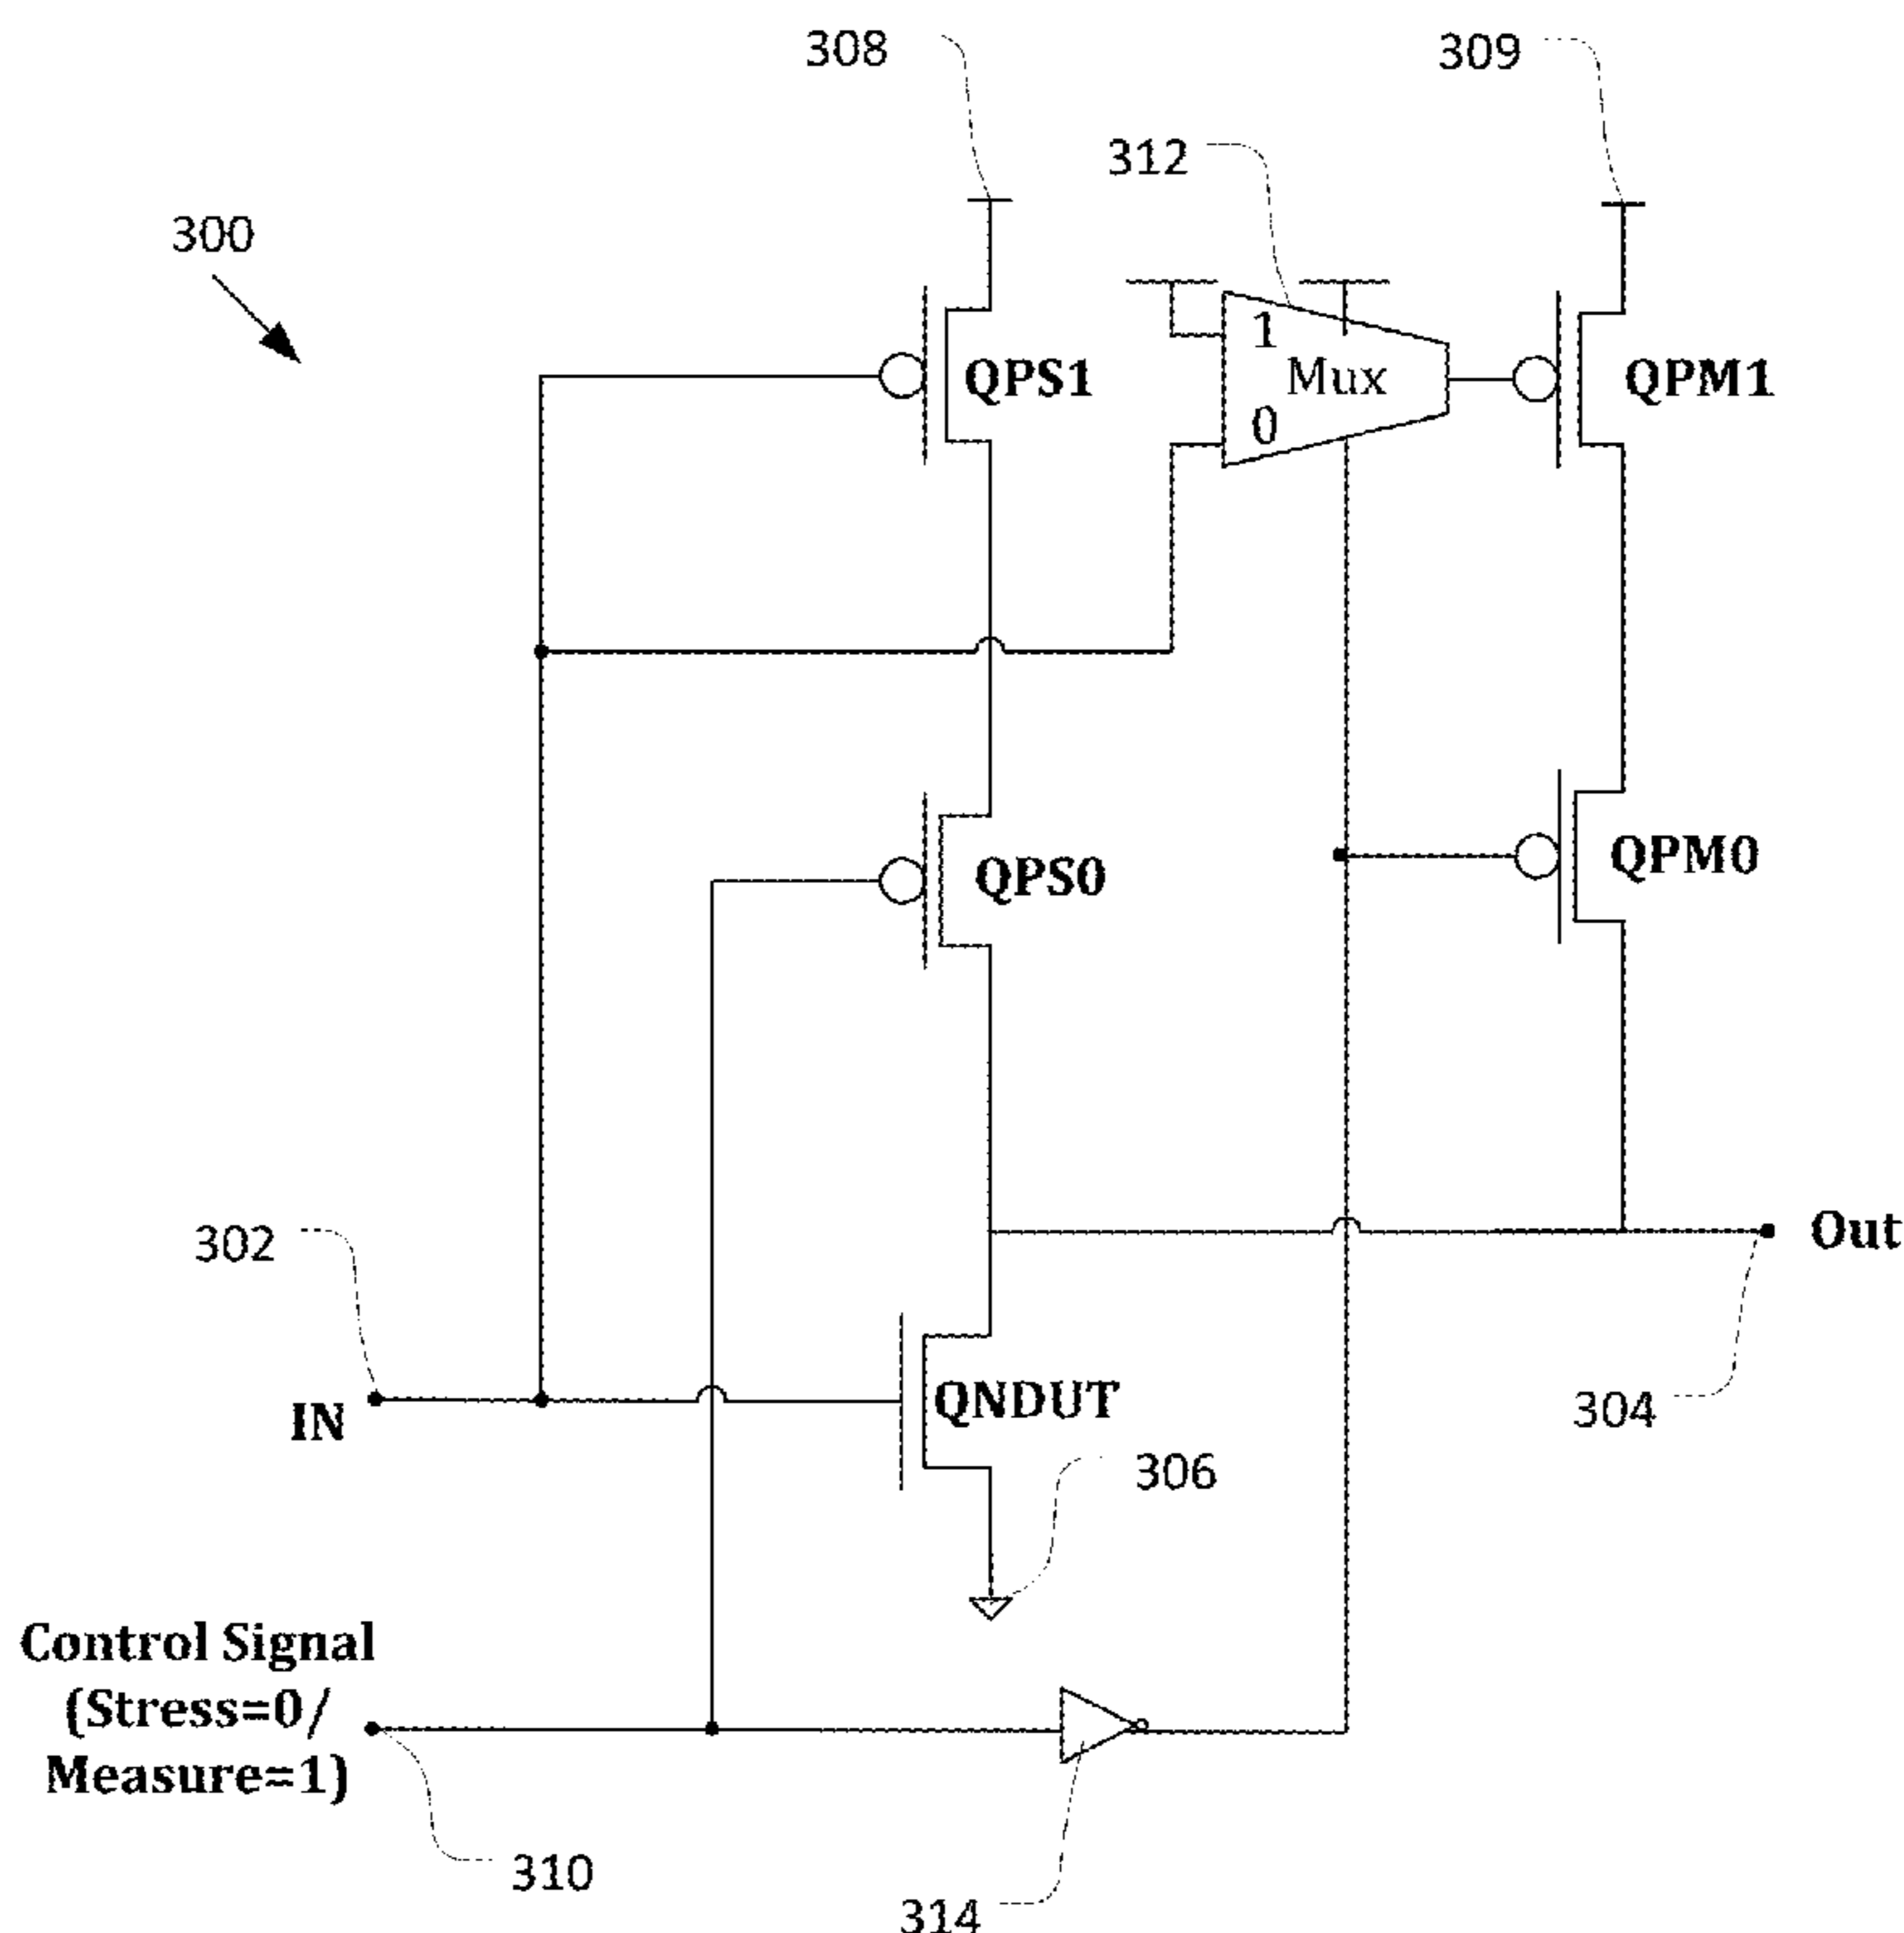 308
309
312
300
1
Mux
0
QPS1
QPM1
QPS0
QPM0
302
Out
QNDUT
304
IN
306
Control Signal
(Stress=0/
Measure=1)
310
314